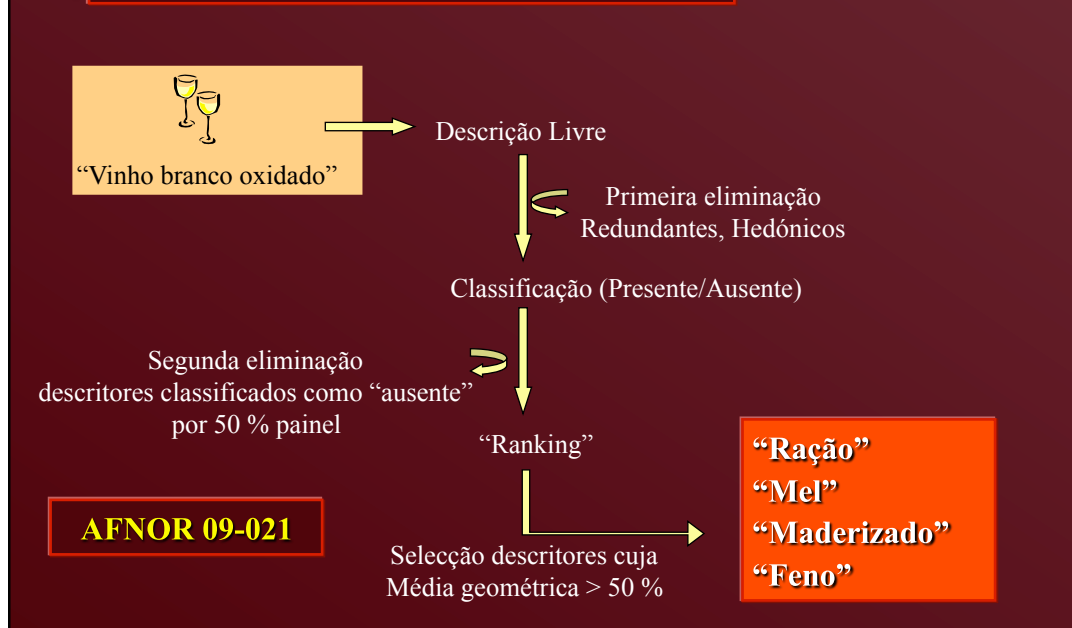 “Vinho branco oxidado”
Descrição Livre
Primeira eliminação
Redundantes, Hedónicos
Classificação (Presente/Ausente)
Segunda eliminação
descritores classificados como “ausente”
por 50 % painel
“Ranking”
Selecção descritores cuja
Média geométrica > 50 %
“Ração”
“Mel”
“Maderizado”
“Feno”
AFNOR 09-021